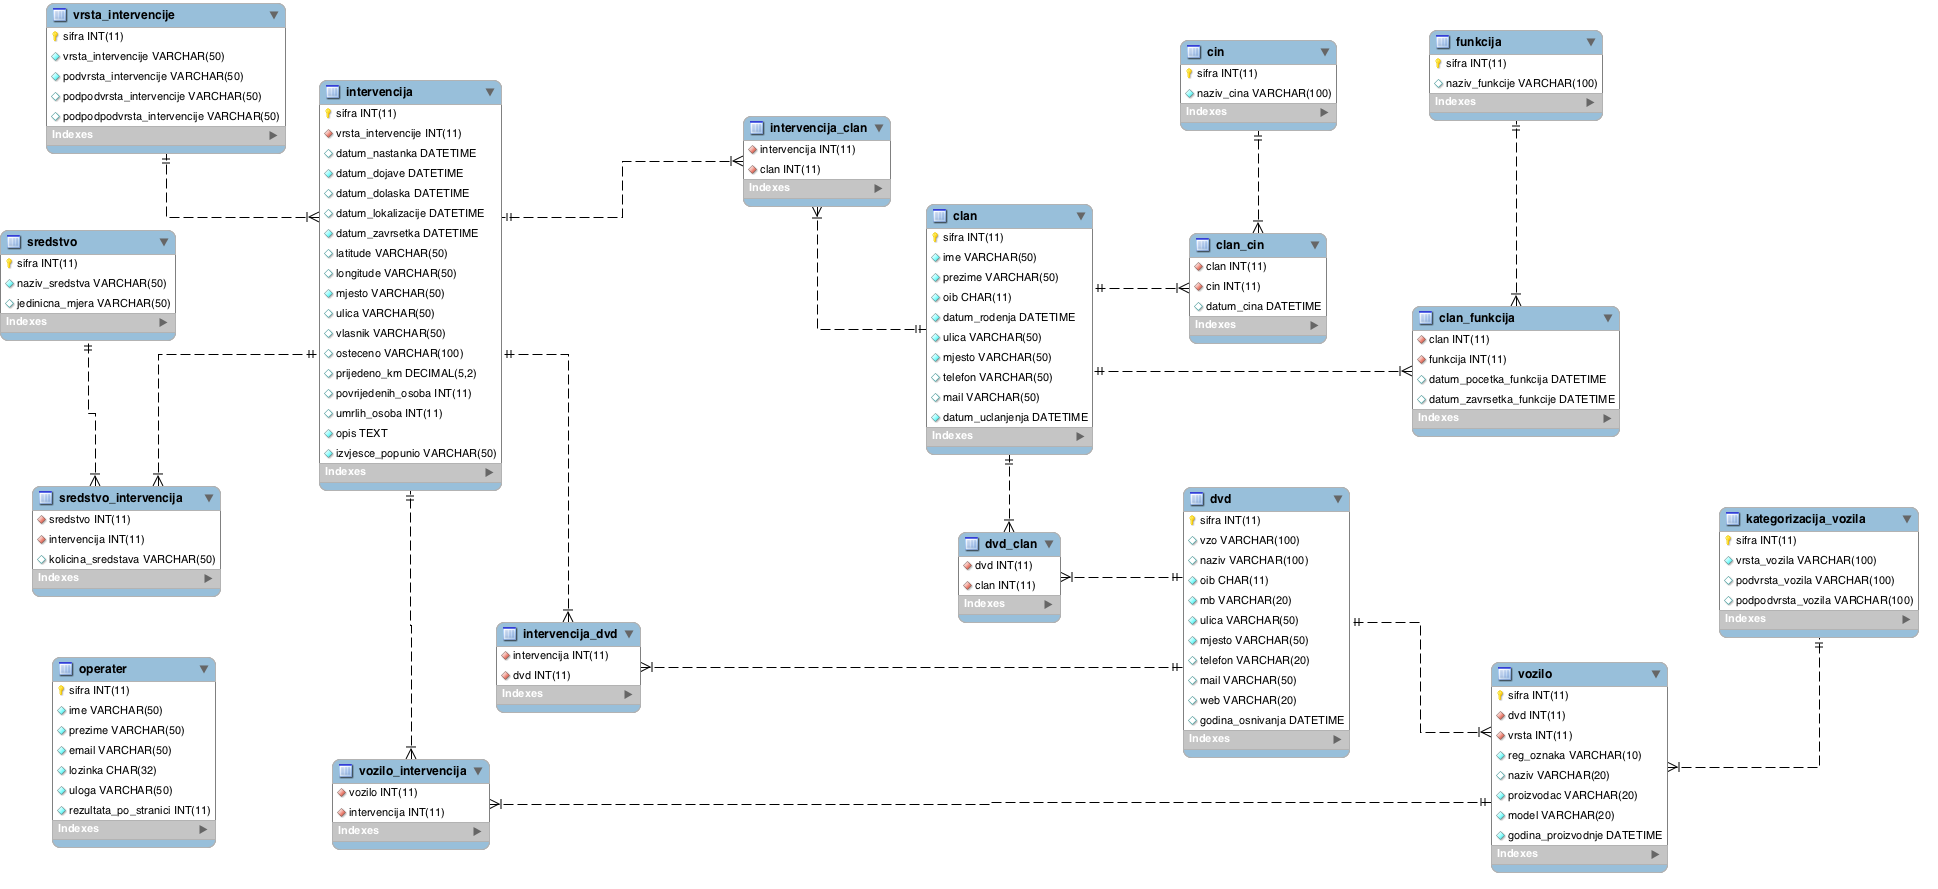 vrsta_intervencije
sifra INT(11)
vrsta_intervencije VARCHAR(50)
podvrsta_intervencije VARCHAR(50)
podpodvrsta_intervencije VARCHAR(50)
podpodpodvrsta_intervencije VARCHAR(50)
Indexes
sredstvo
sifra INT(11)
naziv_sredstva VARCHAR(50)
jedinicna_mjera VARCHAR(50)
Indexes
sredstvo_intervencija
sredstvo INT(11)
intervencija INT(11)
kolicina_sredstava VARCHAR(50)
Indexes
operater
sifra INT(11)
ime VARCHAR(50)
prezime VARCHAR(50)
email VARCHAR(50)
lozinka CHAR(32)
uloga VARCHAR(50)
rezultata_po_stranici INT(11)
Indexes
intervencija
sifra INT(11)
vrsta_intervencije INT(11)
datum_nastanka DATETIME
datum_dojave DATETIME
datum_dolaska DATETIME
datum_lokalizacije DATETIME
datum_zavrsetka DATETIME
latitude VARCHAR(50)
longitude VARCHAR(50)
mjesto VARCHAR(50)
ulica VARCHAR(50)
vlasnik VARCHAR(50)
osteceno VARCHAR(100)
prijedeno_km DECIMAL(5,2)
povrijedenih_osoba INT(11)
umrlih_osoba INT(11)
opis TEXT
izvjesce_popunio VARCHAR(50)
Indexes
vozilo_intervencija
vozilo INT(11)
intervencija INT(11)
Indexes
intervencija_dvd
intervencija INT(11)
dvd INT(11)
Indexes
intervencija_clan
intervencija INT(11)
clan INT(11)
Indexes
clan
sifra INT(11)
ime VARCHAR(50)
prezime VARCHAR(50)
oib CHAR(11)
datum_rodenja DATETIME
ulica VARCHAR(50)
mjesto VARCHAR(50)
telefon VARCHAR(50)
mail VARCHAR(50)
datum_uclanjenja DATETIME
Indexes
dvd_clan
dvd INT(11)
clan INT(11)
Indexes
cin
sifra INT(11)
naziv_cina VARCHAR(100)
Indexes
clan_cin
clan INT(11)
cin INT(11)
datum_cina DATETIME
Indexes
dvd
sifra INT(11)
vzo VARCHAR(100)
naziv VARCHAR(100)
oib CHAR(11)
mb VARCHAR(20)
ulica VARCHAR(50)
mjesto VARCHAR(50)
telefon VARCHAR(20)
mail VARCHAR(50)
web VARCHAR(20)
godina_osnivanja DATETIME
Indexes
funkcija
sifra INT(11)
naziv_funkcije VARCHAR(100)
Indexes
clan_funkcija
clan INT(11)
funkcija INT(11)
datum_pocetka_funkcija DATETIME
datum_zavrsetka_funkcije DATETIME
Indexes
vozilo
sifra INT(11)
dvd INT(11)
vrsta INT(11)
reg_oznaka VARCHAR(10)
naziv VARCHAR(20)
proizvodac VARCHAR(20)
model VARCHAR(20)
godina_proizvodnje DATETIME
Indexes
kategorizacija_vozila
sifra INT(11)
vrsta_vozila VARCHAR(100)
podvrsta_vozila VARCHAR(100)
podpodvrsta_vozila VARCHAR(100)
Indexes